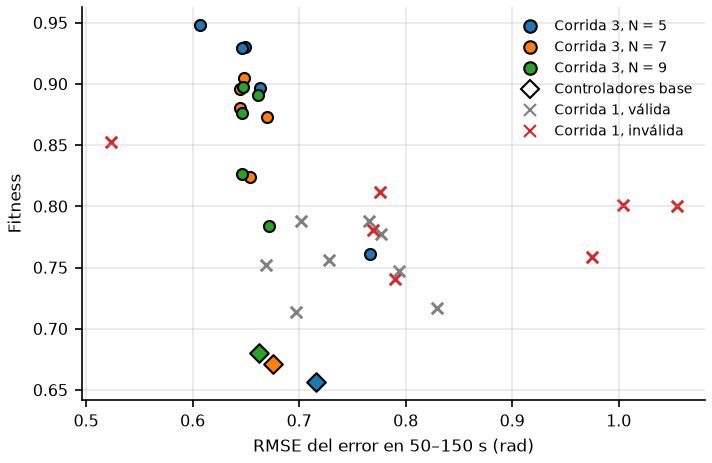 0.95
0.90
0.85
0.80
0.75
0.70
0.65
Fitness
Corrida 3, N = 5
Corrida 3, N = 7
Corrida 3, N = 9
Controladores base
Corrida 1, válida
Corrida 1, inválida
0.5 0.6 0.7 0.8 0.9 1.0
RMSE del error en 50–150 s (rad)